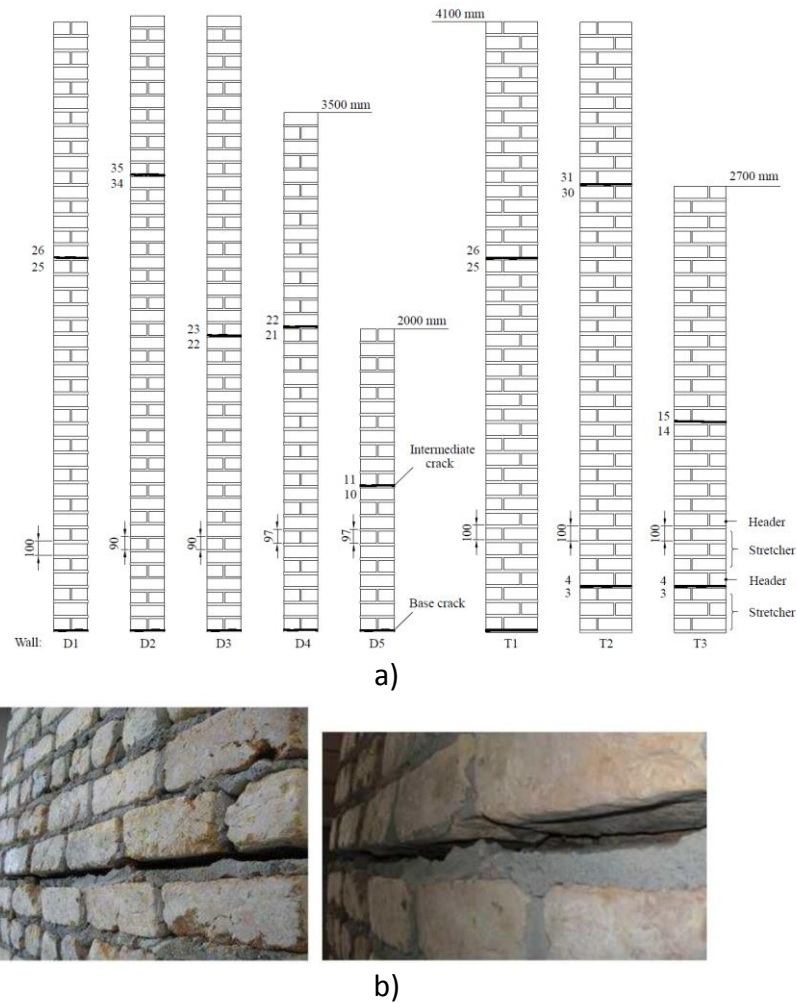 4100 mm
3500 mm
35
34
31
30
2700 mm
26
25
26
25
23
22
22
21
2000 mm
15
14
Intermediate
crack
11
10
100
90
90
97
97
100
100
100
Header
Stretcher
Header
4
3
4
3
Base crack
Stretcher
Wall: D1 D2 D3 D4 D5 T1 T2 T3
a)
b)